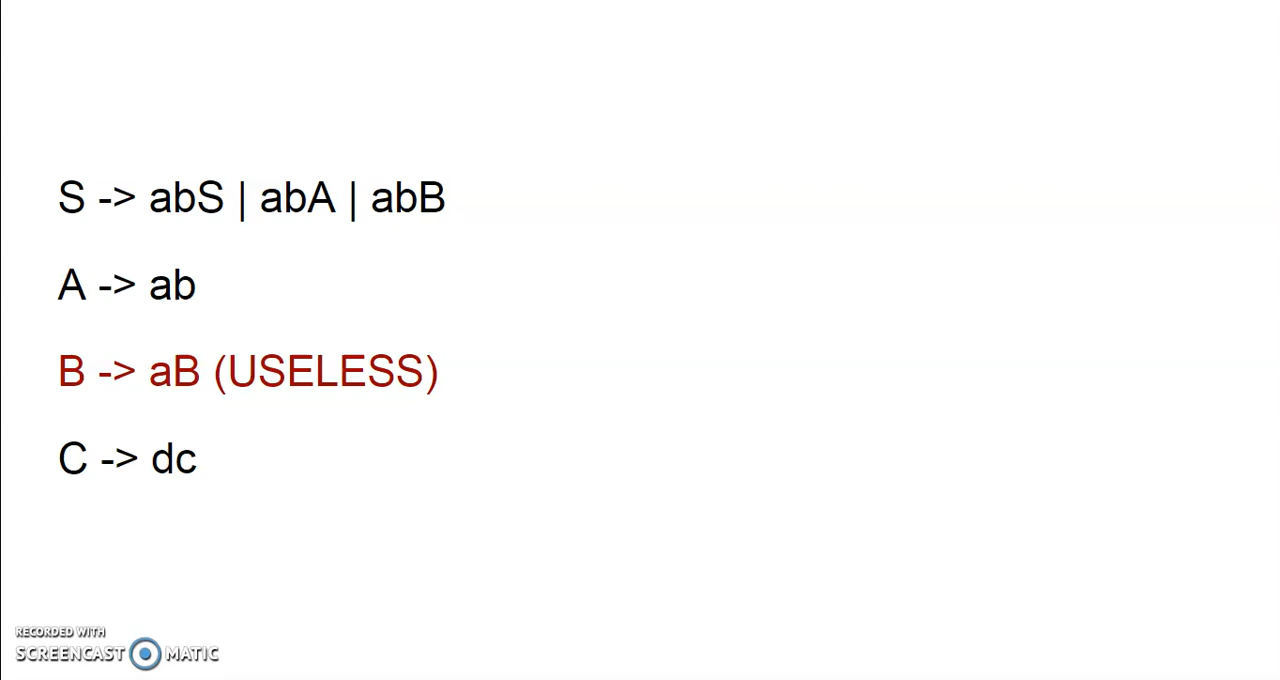 S -> abS | abA | abB
A -> ab
B -> aB (USELESS)
C -> dc
RECORDED WITH
SCREENCAST MATIC